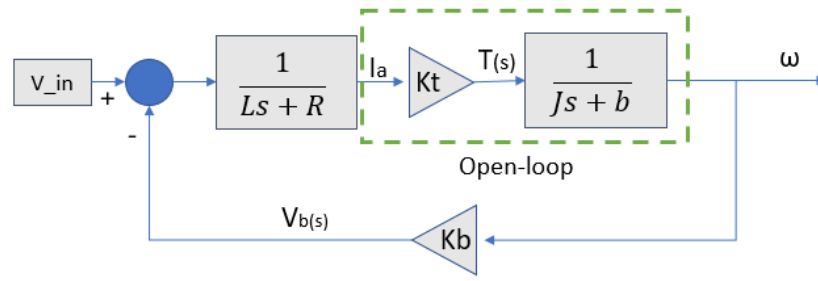 V_in
+
-
1
Ls + R
Ia
Kt
T(s)
1
Js + b
ω
Open-loop
Vb(s)
Kb